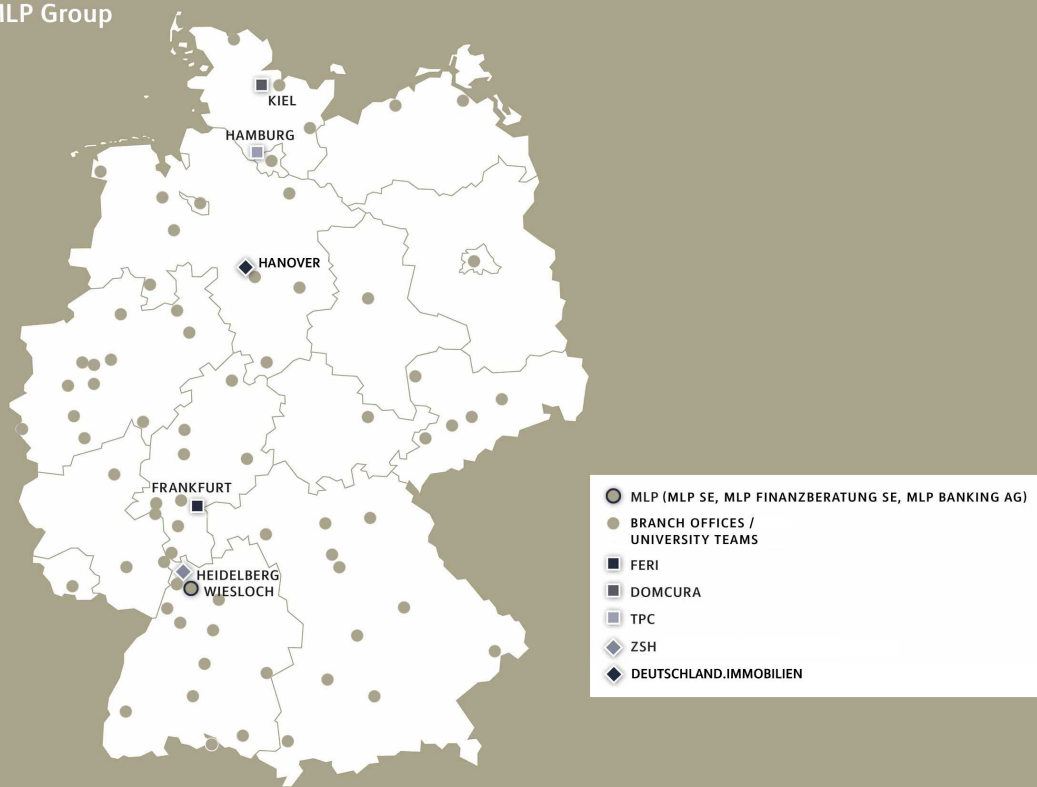 MLP Group
KIEL
HAMBURG
HANOVER
FRANKFURT
HEIDELBERG
WIESLOCH
MLP (MLP SE, MLP FINANZBERATUNG SE, MLP BANKING AG)
BRANCH OFFICES /
UNIVERSITY TEAMS
FERI
DOMCURA
TPC
ZSH
DEUTSCHLAND.IMMOBILIEN